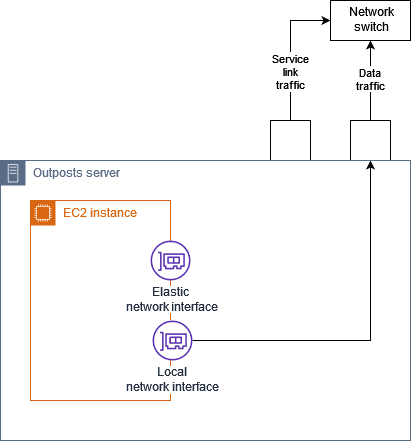 Network
switch
Service
link
traffic
Data
traffic
Outposts server
EC2 instance
Elastic
network interface
Local
network interface